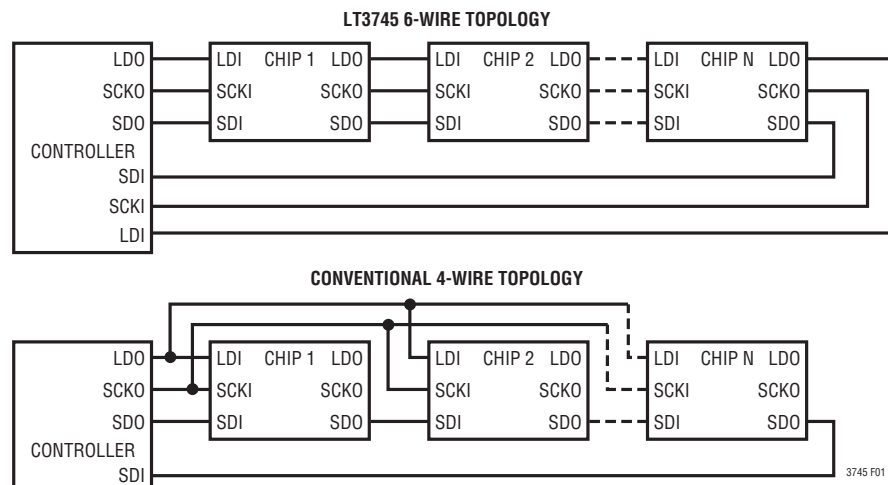 LT3745 6-WIRE TOPOLOGY
LDO LDI CHIP 1 LDO LDI CHIP 2 LDO LDI CHIP N LDO
SCKO SCKI SCKO SCKI SCKO SCKI SCKO
SDO SDI SDO SDI SDO SDI SDO
CONTROLLER
SDI
SCKI
LDI
CONVENTIONAL 4-WIRE TOPOLOGY
LDO LDI CHIP 1 LDO LDI CHIP 2 LDO LDI CHIP N LDO
SCKO SCKI SCKO SCKI SCKO SCKI SCKO
SDO SDI SDO SDI SDO SDI SDO
CONTROLLER
SDI
3745 F01